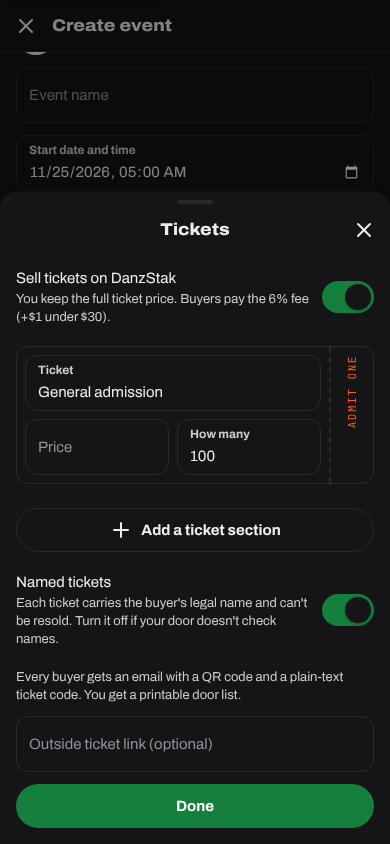 Create event
Event name
Start date and time
11/25/2026, 05:00 AM
Tickets
Sell tickets on DanzStak
You keep the full ticket price. Buyers pay the 6% fee
(+$1 under $30).
Ticket
General admission
ADMIT ONE
Price
How many
100
Add a ticket section
Named tickets
Each ticket carries the buyer's legal name and can't
be resold. Turn it off if your door doesn't check
names.
Every buyer gets an email with a QR code and a plain-text
ticket code. You get a printable door list.
Outside ticket link (optional)
Done